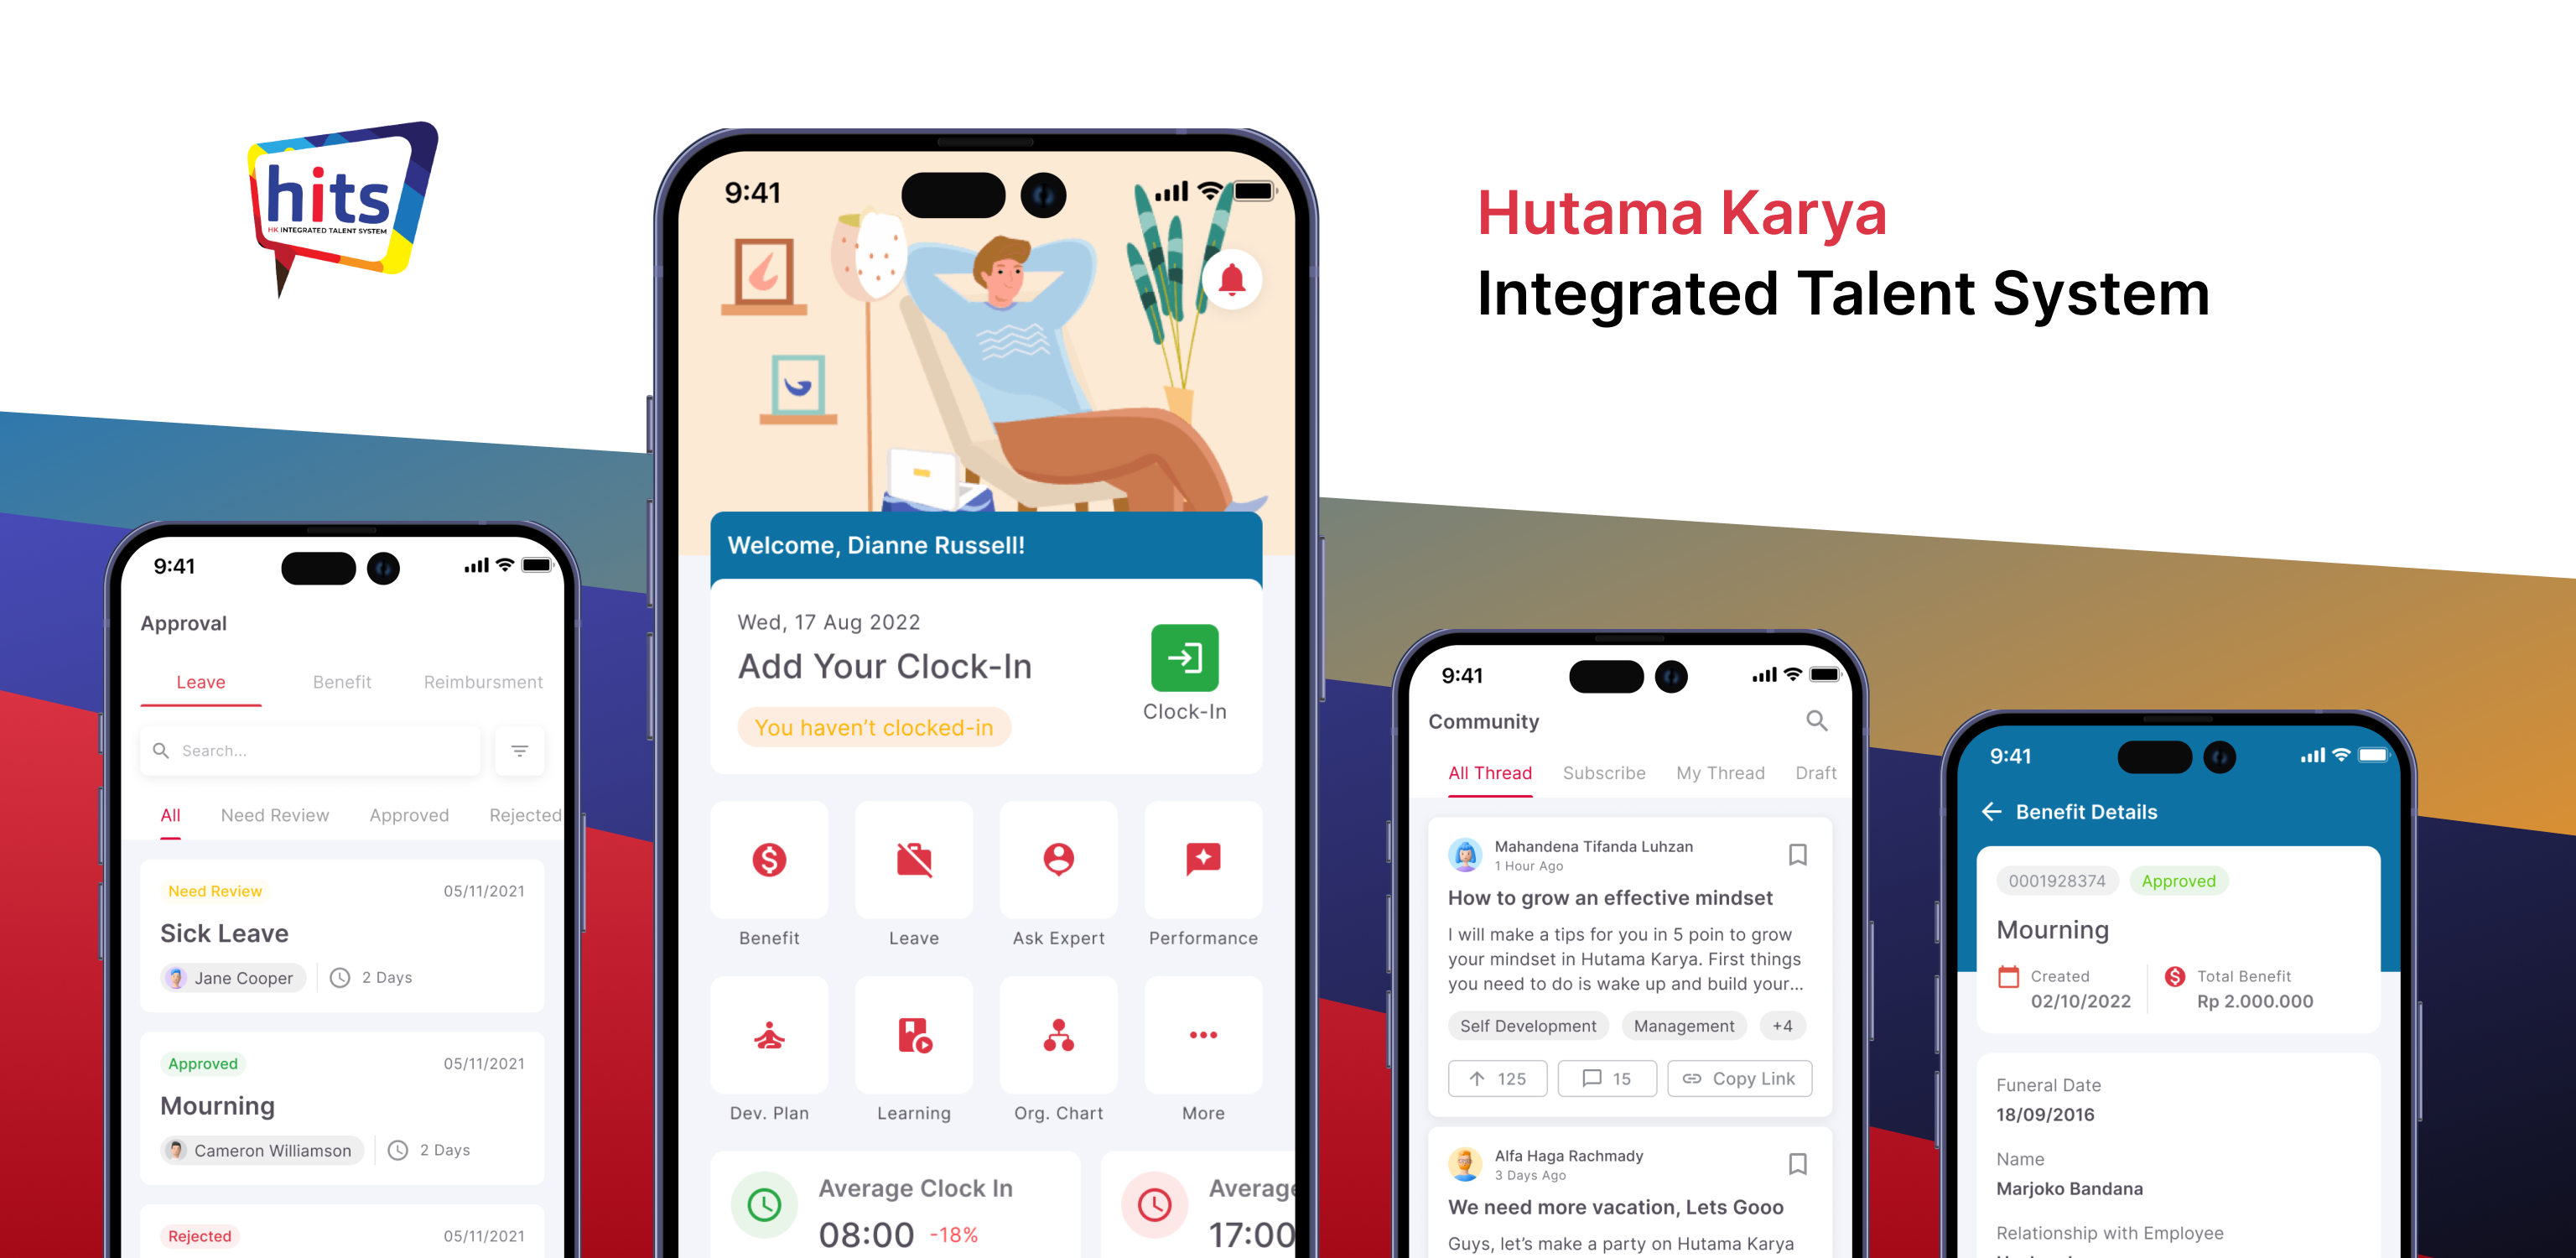 hits
HK INTEGRATED TALENT SYSTEM
Hutama Karya
Integrated Talent System
9:41
Approval
Leave Benefit Reimbursment
Search...
All Need Review Approved Rejected
Need Review 05/11/2021
Sick Leave
Jane Cooper 2 Days
Approved 05/11/2021
Mourning
Cameron Williamson 2 Days
Rejected 05/11/2021
9:41
Welcome, Dianne Russell!
Wed, 17 Aug 2022
Add Your Clock-In
You haven’t clocked-in
Clock-In
Benefit Leave Ask Expert Performance
Dev. Plan Learning Org. Chart More
Average Clock In
08:00 -18%
Average
17:00
9:41
Community
All Thread Subscribe My Thread Draft
Mahandena Tifanda Luhzan
1 Hour Ago
How to grow an effective mindset
I will make a tips for you in 5 poin to grow
your mindset in Hutama Karya. First things
you need to do is wake up and build your...
Self Development Management +4
125 15 Copy Link
Alfa Haga Rachmady
3 Days Ago
We need more vacation, Lets Gooo
Guys, let’s make a party on Hutama Karya
9:41
Benefit Details
0001928374 Approved
Mourning
Created
02/10/2022
Total Benefit
Rp 2.000.000
Funeral Date
18/09/2016
Name
Marjoko Bandana
Relationship with Employee